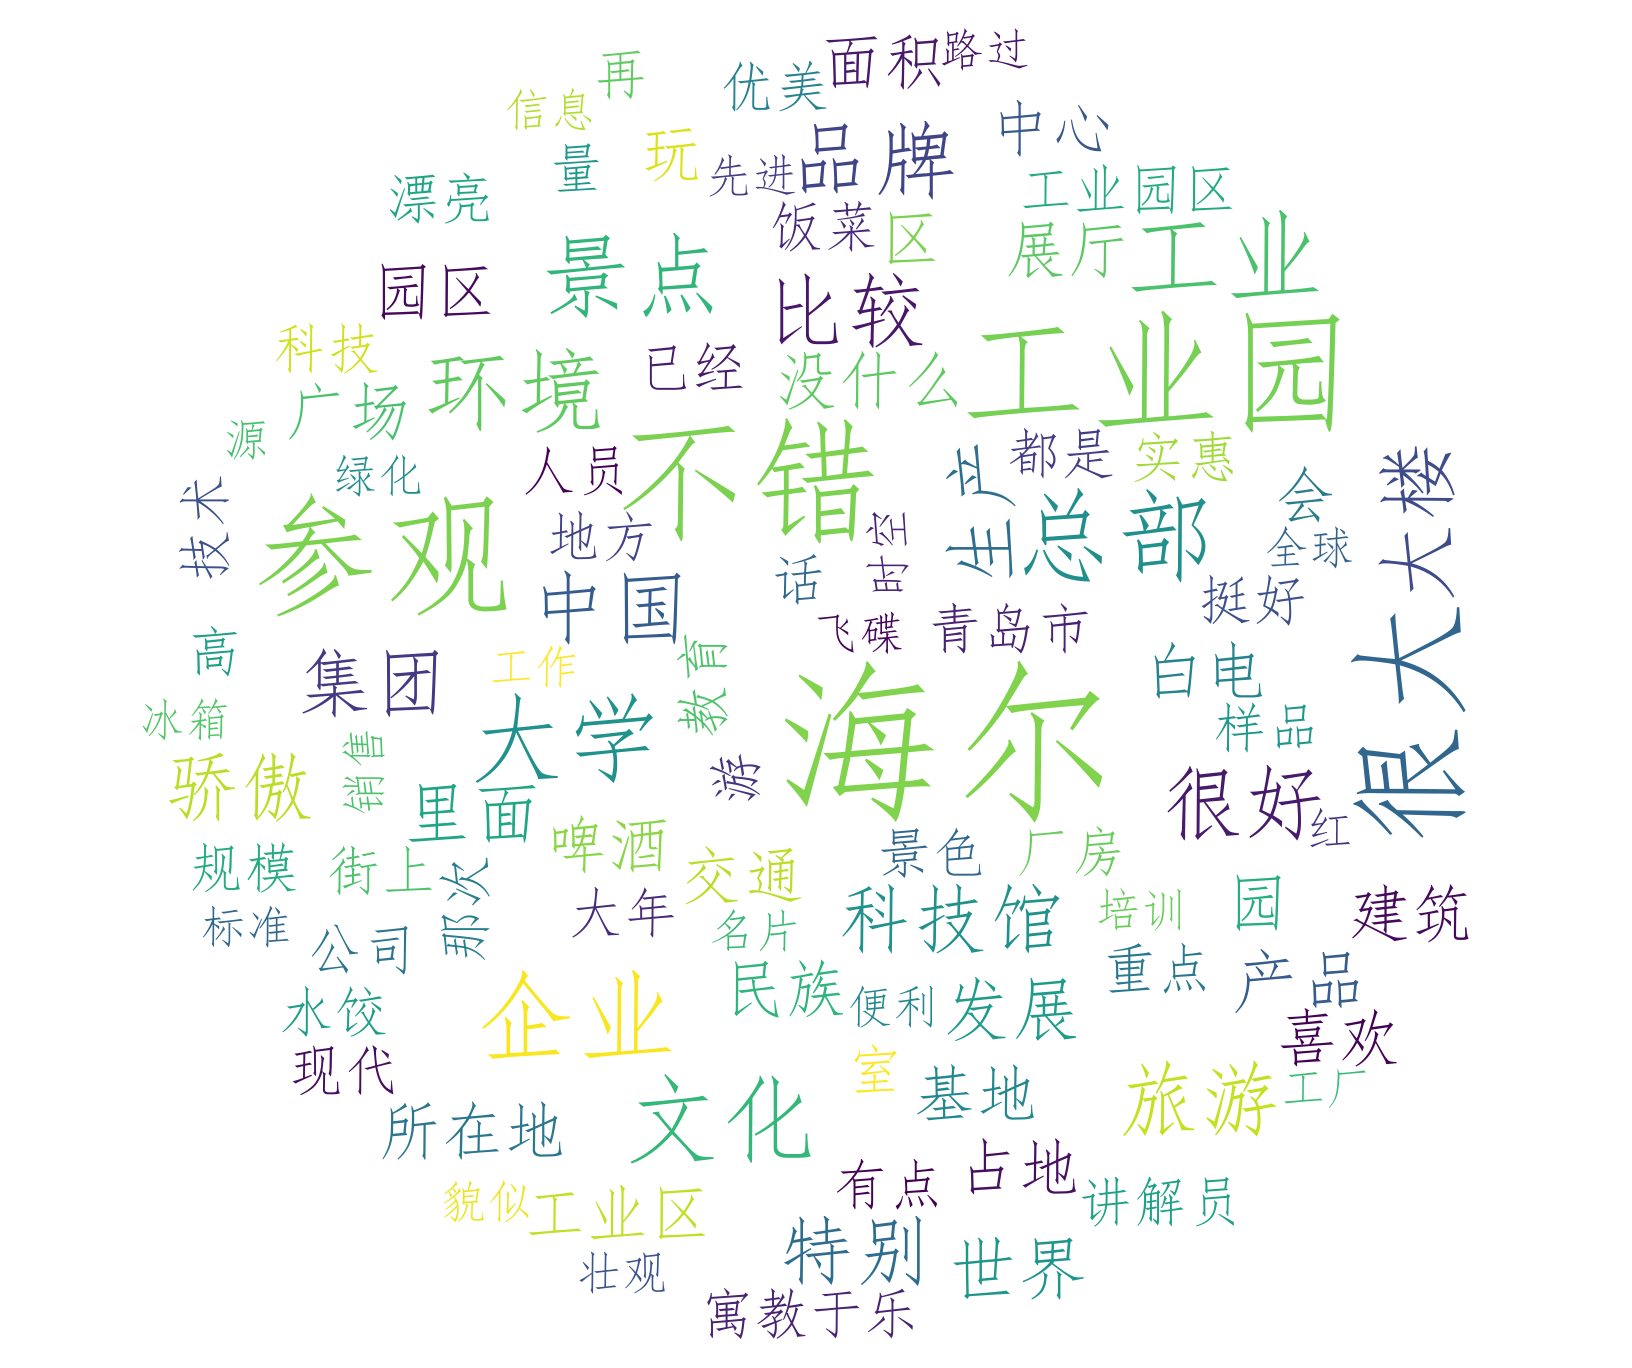 再
优美
面积
路过
信息
中心
品牌
量
玩
先进
漂亮
工业园区
饭菜
区
展厅
工业
景点
园区
比较
工业园
科技
环境
已经
没什么
广场
不错
源
绿化
人员
都是
实惠
生产
很大大大楼
技术
参观
地方
时空
总部
会
全球
中国
话
挺好
飞碟
青岛市
高
集团
工作
教育
白电
海尔
冰箱
大学
样品
骄傲
销售
游
里面
很好
红
啤酒
景色
厂房
规模
街上
那次
交通
大年
名片
科技馆
培训
园
建筑
标准
公司
民族
便利
发展
重点
产品
水饺
企业
喜欢
现代
室
基地
旅游
工厂
所在地
文化
有点
占地
讲解员
貌似
工业区
特别
世界
壮观
寓教于乐